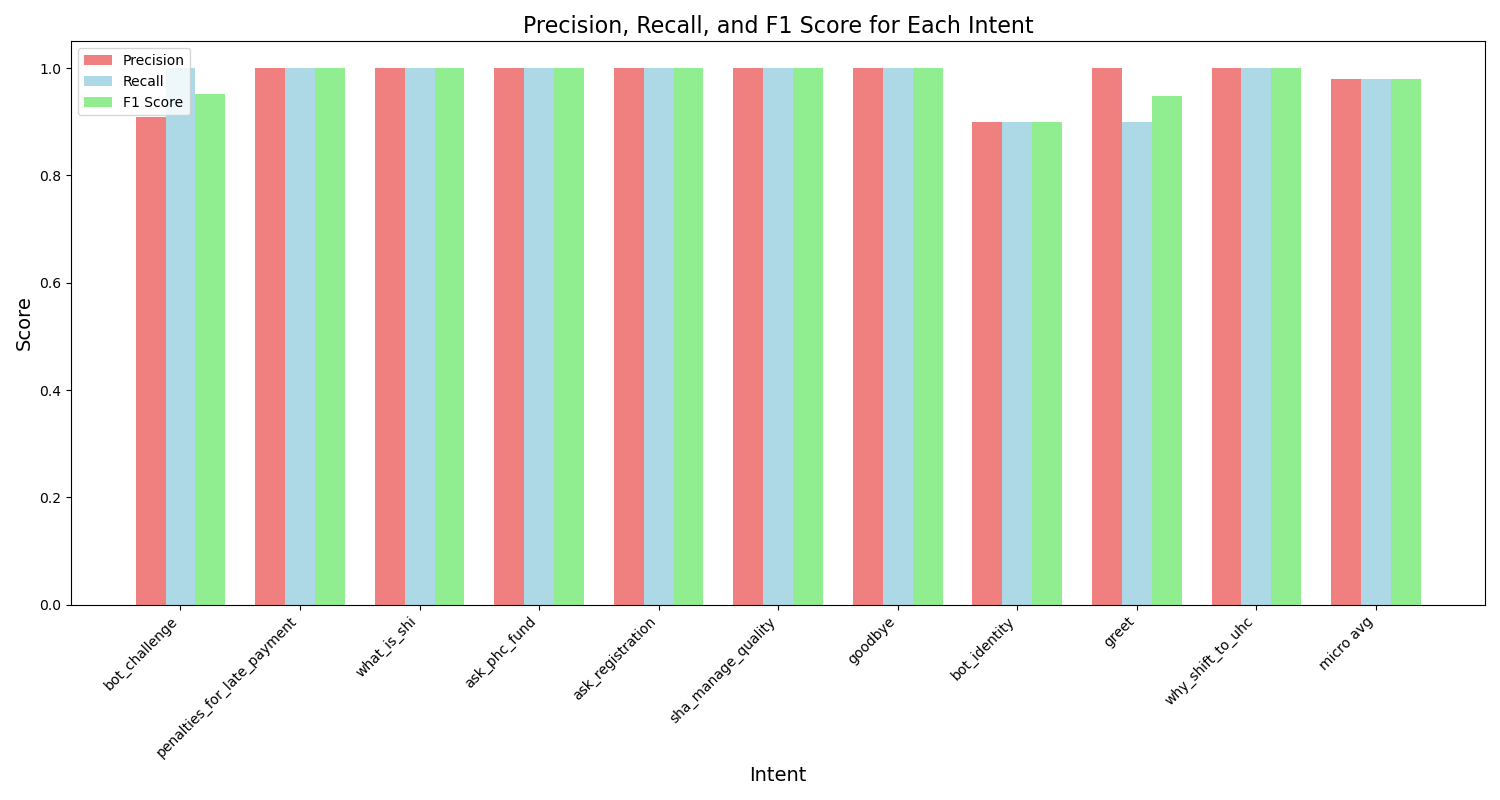 Precision, Recall, and F1 Score for Each Intent
Precision
Recall
F1 Score
1.0
0.8
0.6
0.4
0.2
0.0
Score
bot_challenge
penalties_for_late_payment
what_is_shi
ask_phc_fund
ask_registration
sha_manage_quality
goodbye
bot_identity
greet
why_shift_to_uhc
micro avg
Intent